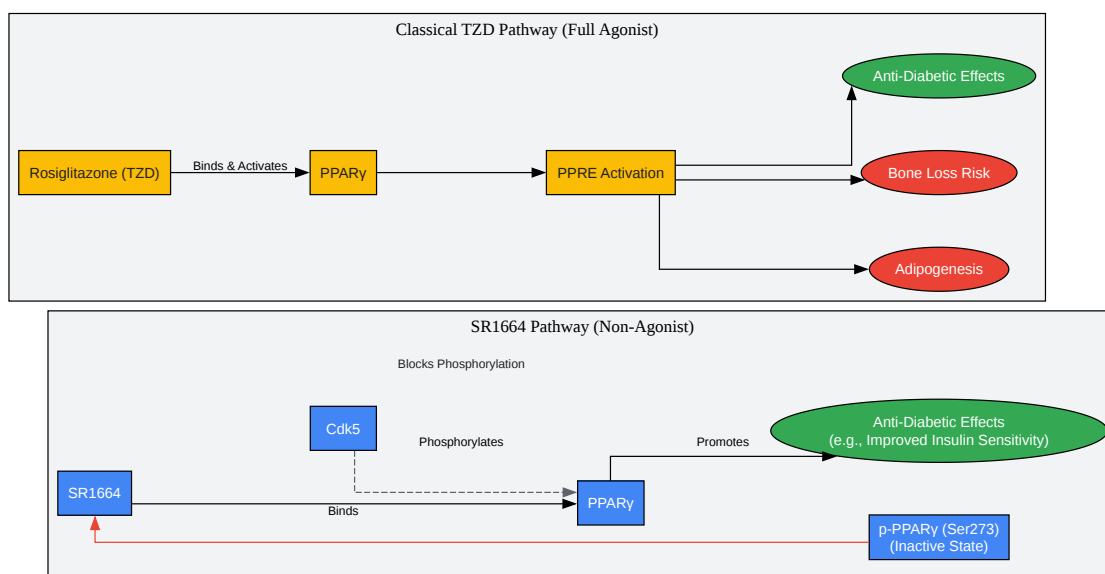 Classical TZD Pathway (Full Agonist)
Anti-Diabetic Effects
Rosiglitazone (TZD)
Binds & Activates
PPARγ
PPRE Activation
Bone Loss Risk
Adipogenesis
SR1664 Pathway (Non-Agonist)
Blocks Phosphorylation
Cdk5
Phosphorylates
Promotes
Anti-Diabetic Effects
(e.g., Improved Insulin Sensitivity)
SR1664
Binds
PPARγ
p-PPARγ (Ser273)
(Inactive State)